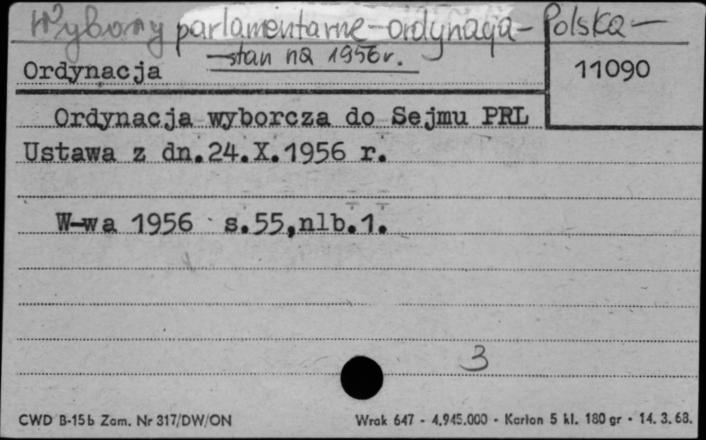 Wybory parlamentarne - ordynacja - Polska -
- stan na 1956 r.
Ordynacja
11090
Ordynacja wyborcza do Sejmu PRL
Ustawa z dn.24.X.1956 r.
W-wa 1956 s.55,nlb.1.
3
CWD B-15b Zam. Nr 317/DW/ON
Wrak 647 - 4.945.000 - Karton 5 kl. 180 gr - 14.3.68.